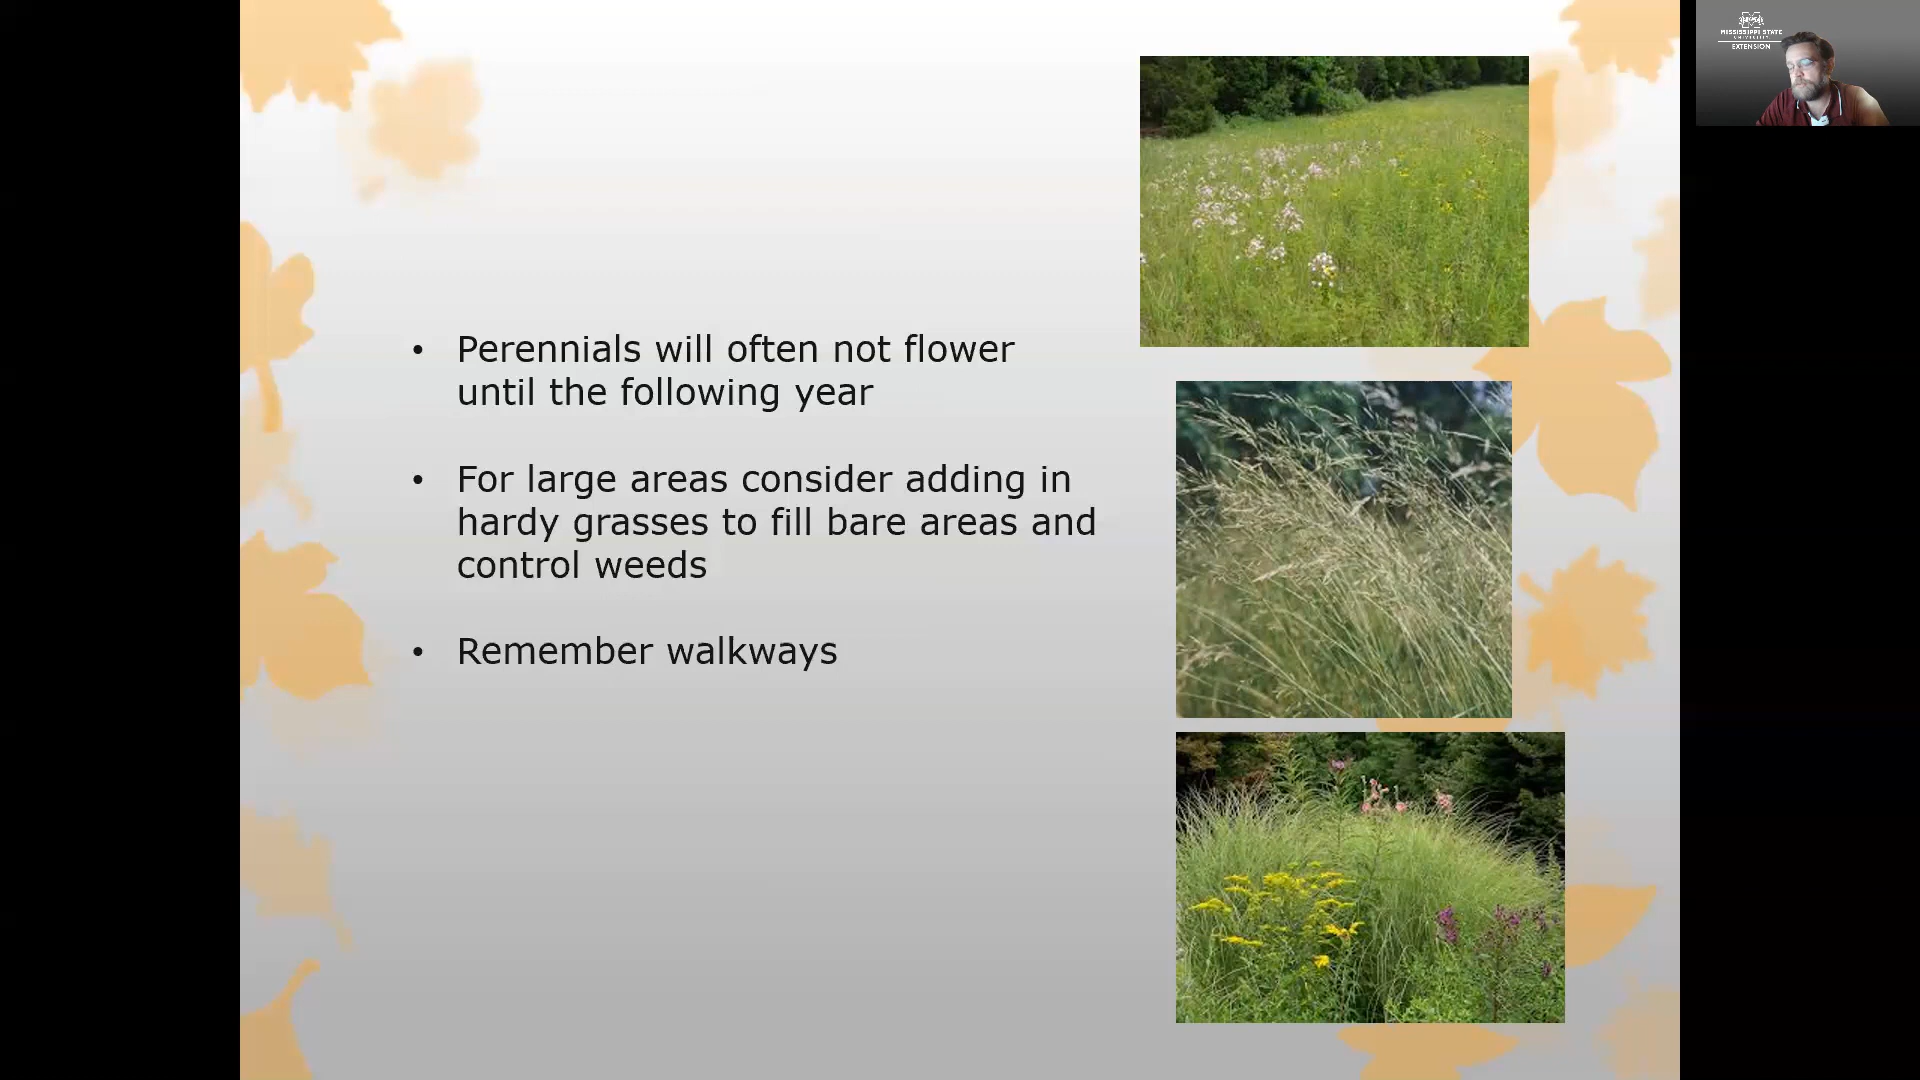 MISSISSIPPI STATE
UNIVERSITY
EXTENSION
• Perennials will often not flower
until the following year
• For large areas consider adding in
hardy grasses to fill bare areas and
control weeds
• Remember walkways